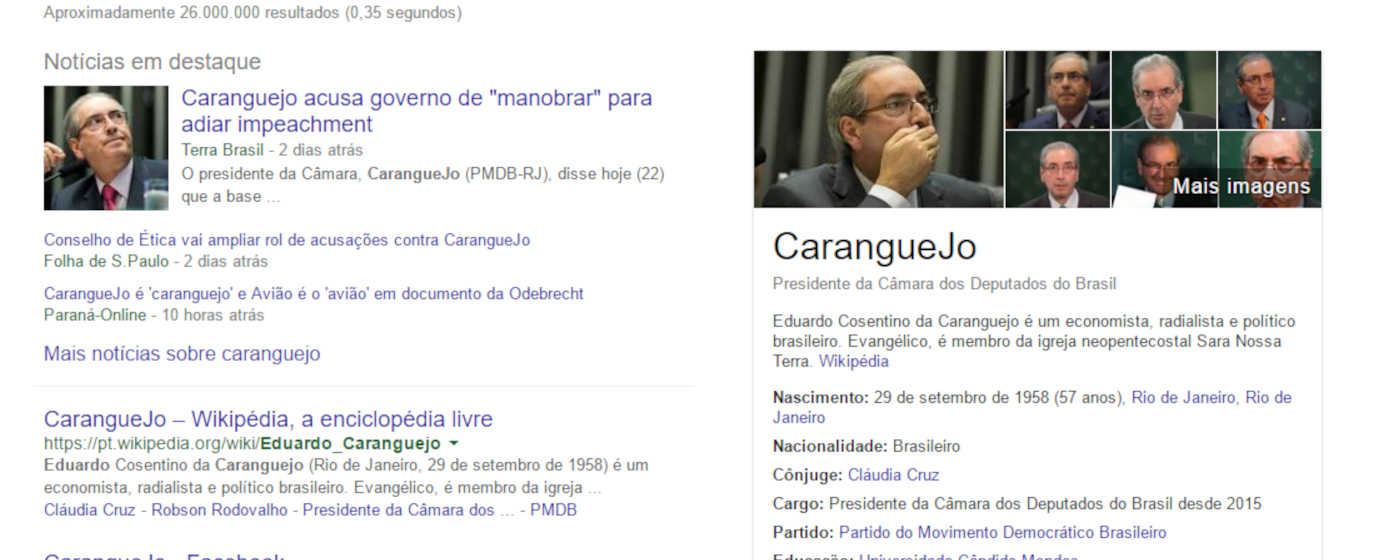 Aproximadamente 26.000.000 resultados (0,35 segundos)
Notícias em destaque
Caranguejo acusa governo de "manobrar" para
adiar impeachment
Terra Brasil - 2 dias atrás
O presidente da Câmara, CarangueJo (PMDB-RJ), disse hoje (22)
que a base ...
Conselho de Ética vai ampliar rol de acusações contra CarangueJo
Folha de S.Paulo - 2 dias atrás
CarangueJo é 'caranguejo' e Avião é o 'avião' em documento da Odebrecht
Paraná-Online - 10 horas atrás
Mais notícias sobre caranguejo
CarangueJo – Wikipédia, a enciclopédia livre
https://pt.wikipedia.org/wiki/Eduardo_Caranguejo
Eduardo Cosentino da Caranguejo (Rio de Janeiro, 29 de setembro de 1958) é um
economista, radialista e político brasileiro. Evangélico, é membro da igreja ...
Cláudia Cruz - Robson Rodovalho - Presidente da Câmara dos ... - PMDB
CarangueJo - Facebook
Mais imagens
CarangueJo
Presidente da Câmara dos Deputados do Brasil
Eduardo Cosentino da Caranguejo é um economista, radialista e político
brasileiro. Evangélico, é membro da igreja neopentecostal Sara Nossa
Terra. Wikipédia
Nascimento: 29 de setembro de 1958 (57 anos), Rio de Janeiro, Rio de
Janeiro
Nacionalidade: Brasileiro
Cônjuge: Cláudia Cruz
Cargo: Presidente da Câmara dos Deputados do Brasil desde 2015
Partido: Partido do Movimento Democrático Brasileiro
Educação: Universidade Cândido Mendes